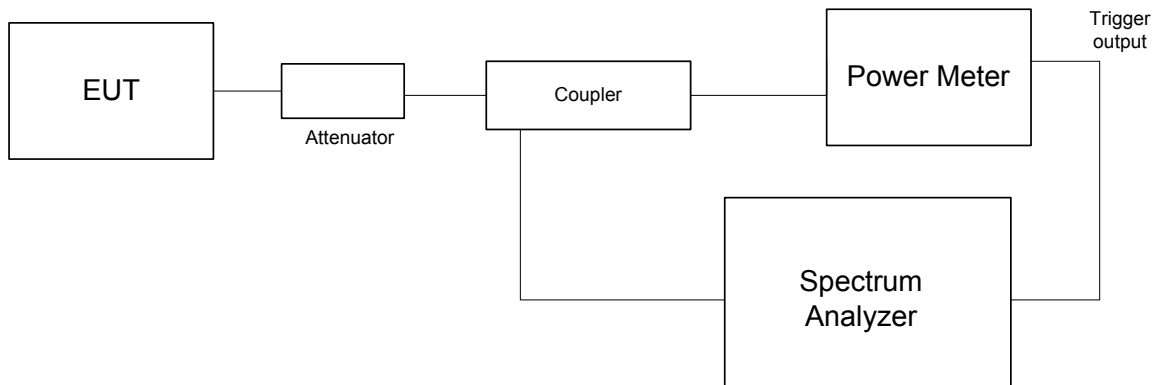 EUT
Attenuator
Coupler
Power Meter
Trigger
output
Spectrum
Analyzer